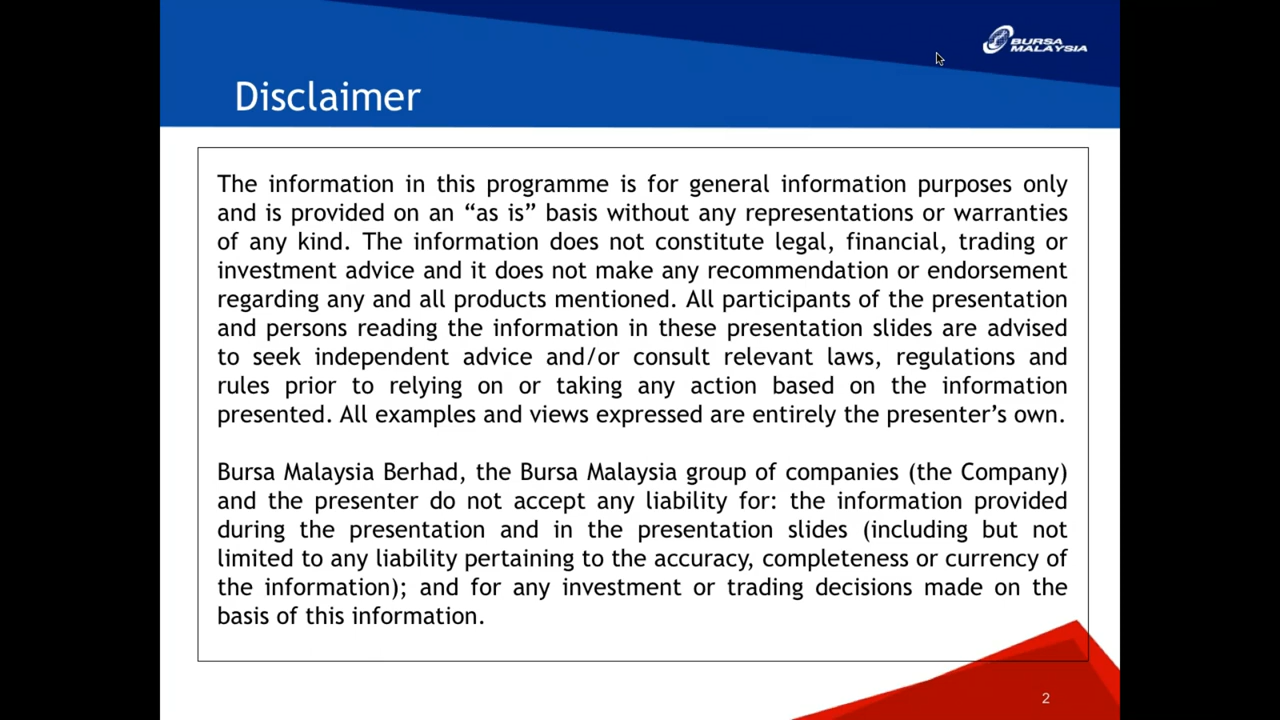 BURSA
MALAYSIA
Disclaimer
The information in this programme is for general information purposes only
and is provided on an “as is” basis without any representations or warranties
of any kind. The information does not constitute legal, financial, trading or
investment advice and it does not make any recommendation or endorsement
regarding any and all products mentioned. All participants of the presentation
and persons reading the information in these presentation slides are advised
to seek independent advice and/or consult relevant laws, regulations and
rules prior to relying on or taking any action based on the information
presented. All examples and views expressed are entirely the presenter’s own.
Bursa Malaysia Berhad, the Bursa Malaysia group of companies (the Company)
and the presenter do not accept any liability for: the information provided
during the presentation and in the presentation slides (including but not
limited to any liability pertaining to the accuracy, completeness or currency of
the information); and for any investment or trading decisions made on the
basis of this information.
2